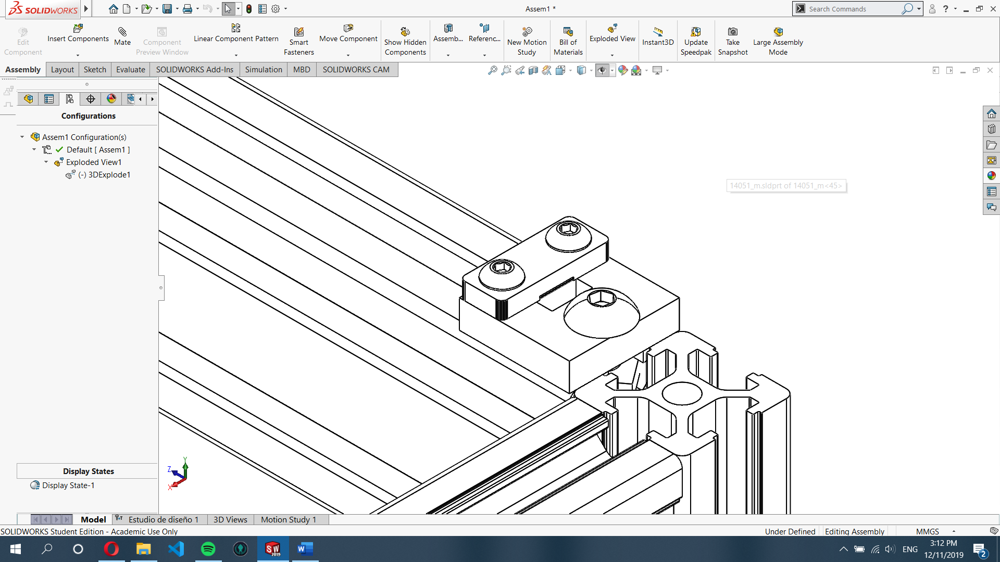 SOLIDWORKS
Assem1 *
Search Commands
Edit Component
Insert Components
Mate
Component Preview Window
Linear Component Pattern
Smart Fasteners
Move Component
Show Hidden Components
Assemb...
Referenc...
New Motion Study
Bill of Materials
Exploded View
Instant3D
Update Speedpak
Take Snapshot
Large Assembly Mode
Assembly
Layout
Sketch
Evaluate
SOLIDWORKS Add-Ins
Simulation
MBD
SOLIDWORKS CAM
Configurations
Assem1 Configuration(s)
Default [ Assem1 ]
Exploded View1
(-) 3DExplode1
14051_m.sldprt of 14051_m<45>
Display States
Display State-1
Y
Z
X
Model
Estudio de diseño 1
3D Views
Motion Study 1
SOLIDWORKS Student Edition - Academic Use Only
Under Defined
Editing Assembly
MMGS
SW
2019
W
ENG
3:12 PM
12/11/2019
2